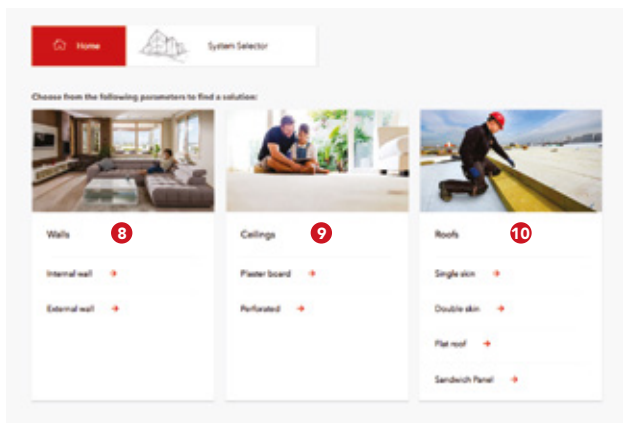 Home
System Selector
Choose from the following parameters to find a solution:
Walls 8
Internal wall
External wall
Ceilings 9
Plaster board
Perforated
Roofs 10
Single skin
Double skin
Flat roof
Sandwich Panel